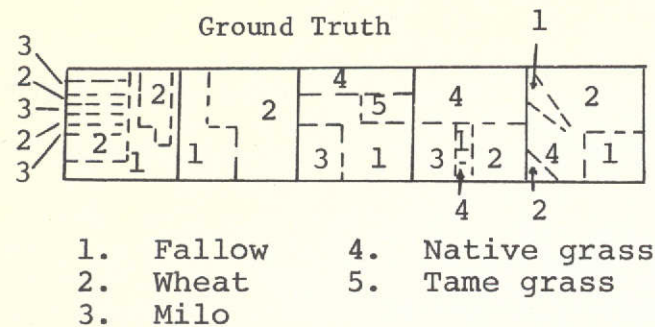 Ground Truth
1
3
2
3
2
3
2 2 4 5 4 2
2 1 1 3 1 1 3 2 4 1
4 2
1. Fallow 4. Native grass
2. Wheat 5. Tame grass
3. Milo